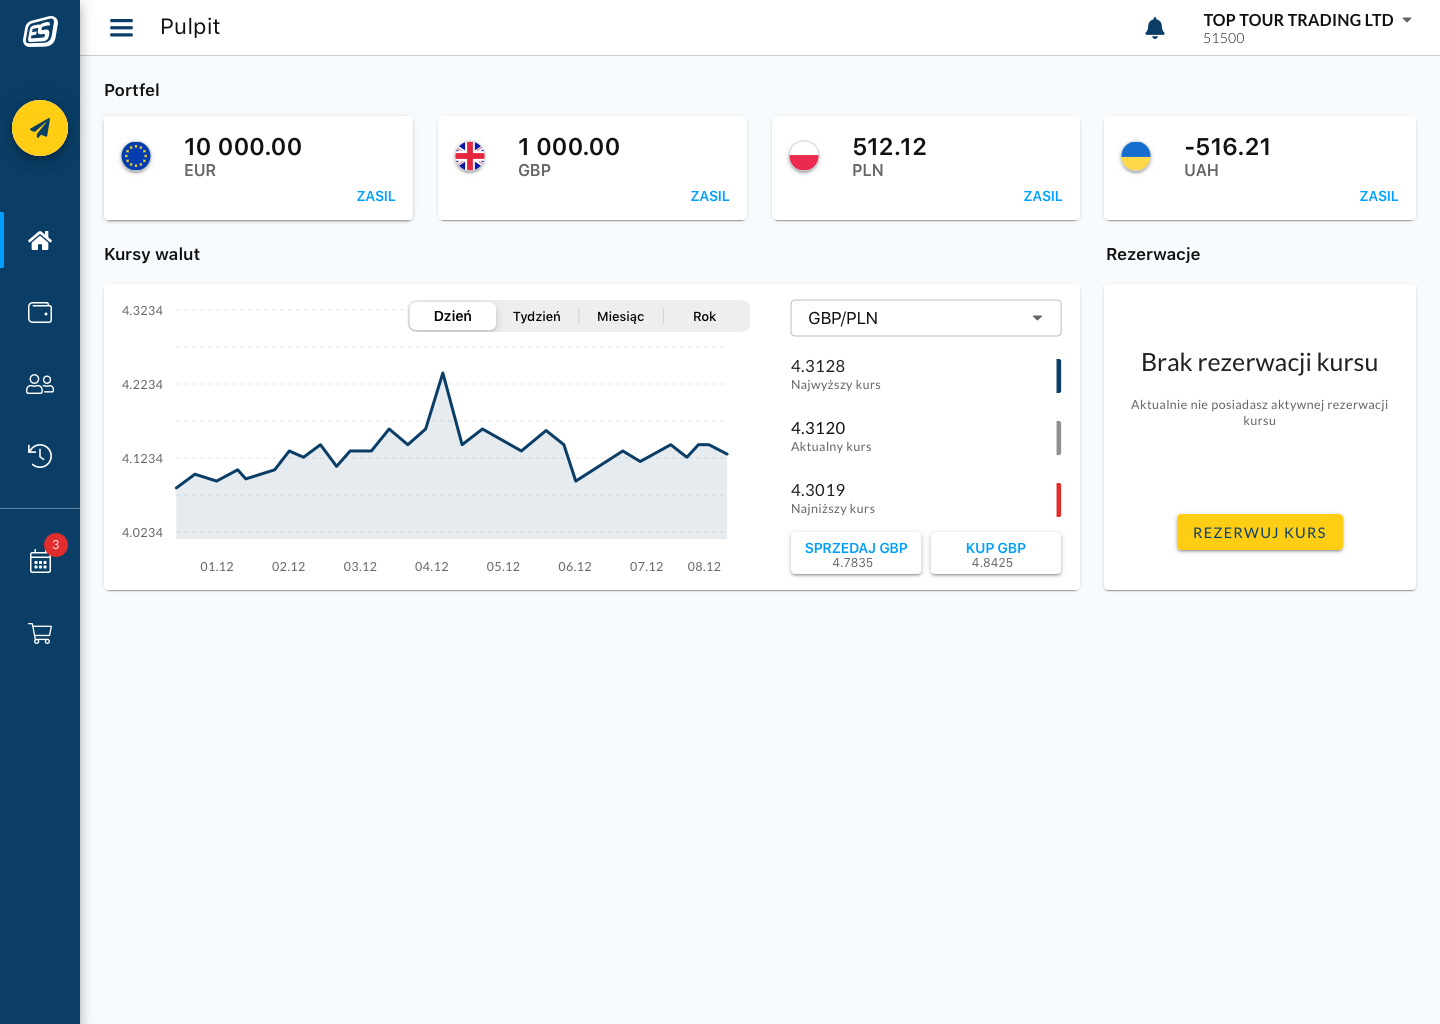 ES
Pulpit
TOP TOUR TRADING LTD
51500
Portfel
10 000.00
EUR
ZASIL
1 000.00
GBP
ZASIL
512.12
PLN
ZASIL
-516.21
UAH
ZASIL
Kursy walut
Rezerwacje
Dzień Tydzień Miesiąc Rok
4.3234
4.2234
4.1234
4.0234
01.12 02.12 03.12 04.12 05.12 06.12 07.12 08.12
GBP/PLN
4.3128
Najwyższy kurs
4.3120
Aktualny kurs
4.3019
Najniższy kurs
SPRZEDAJ GBP
4.7835
KUP GBP
4.8425
Brak rezerwacji kursu
Aktualnie nie posiadasz aktywnej rezerwacji
kursu
REZERWUJ KURS
3